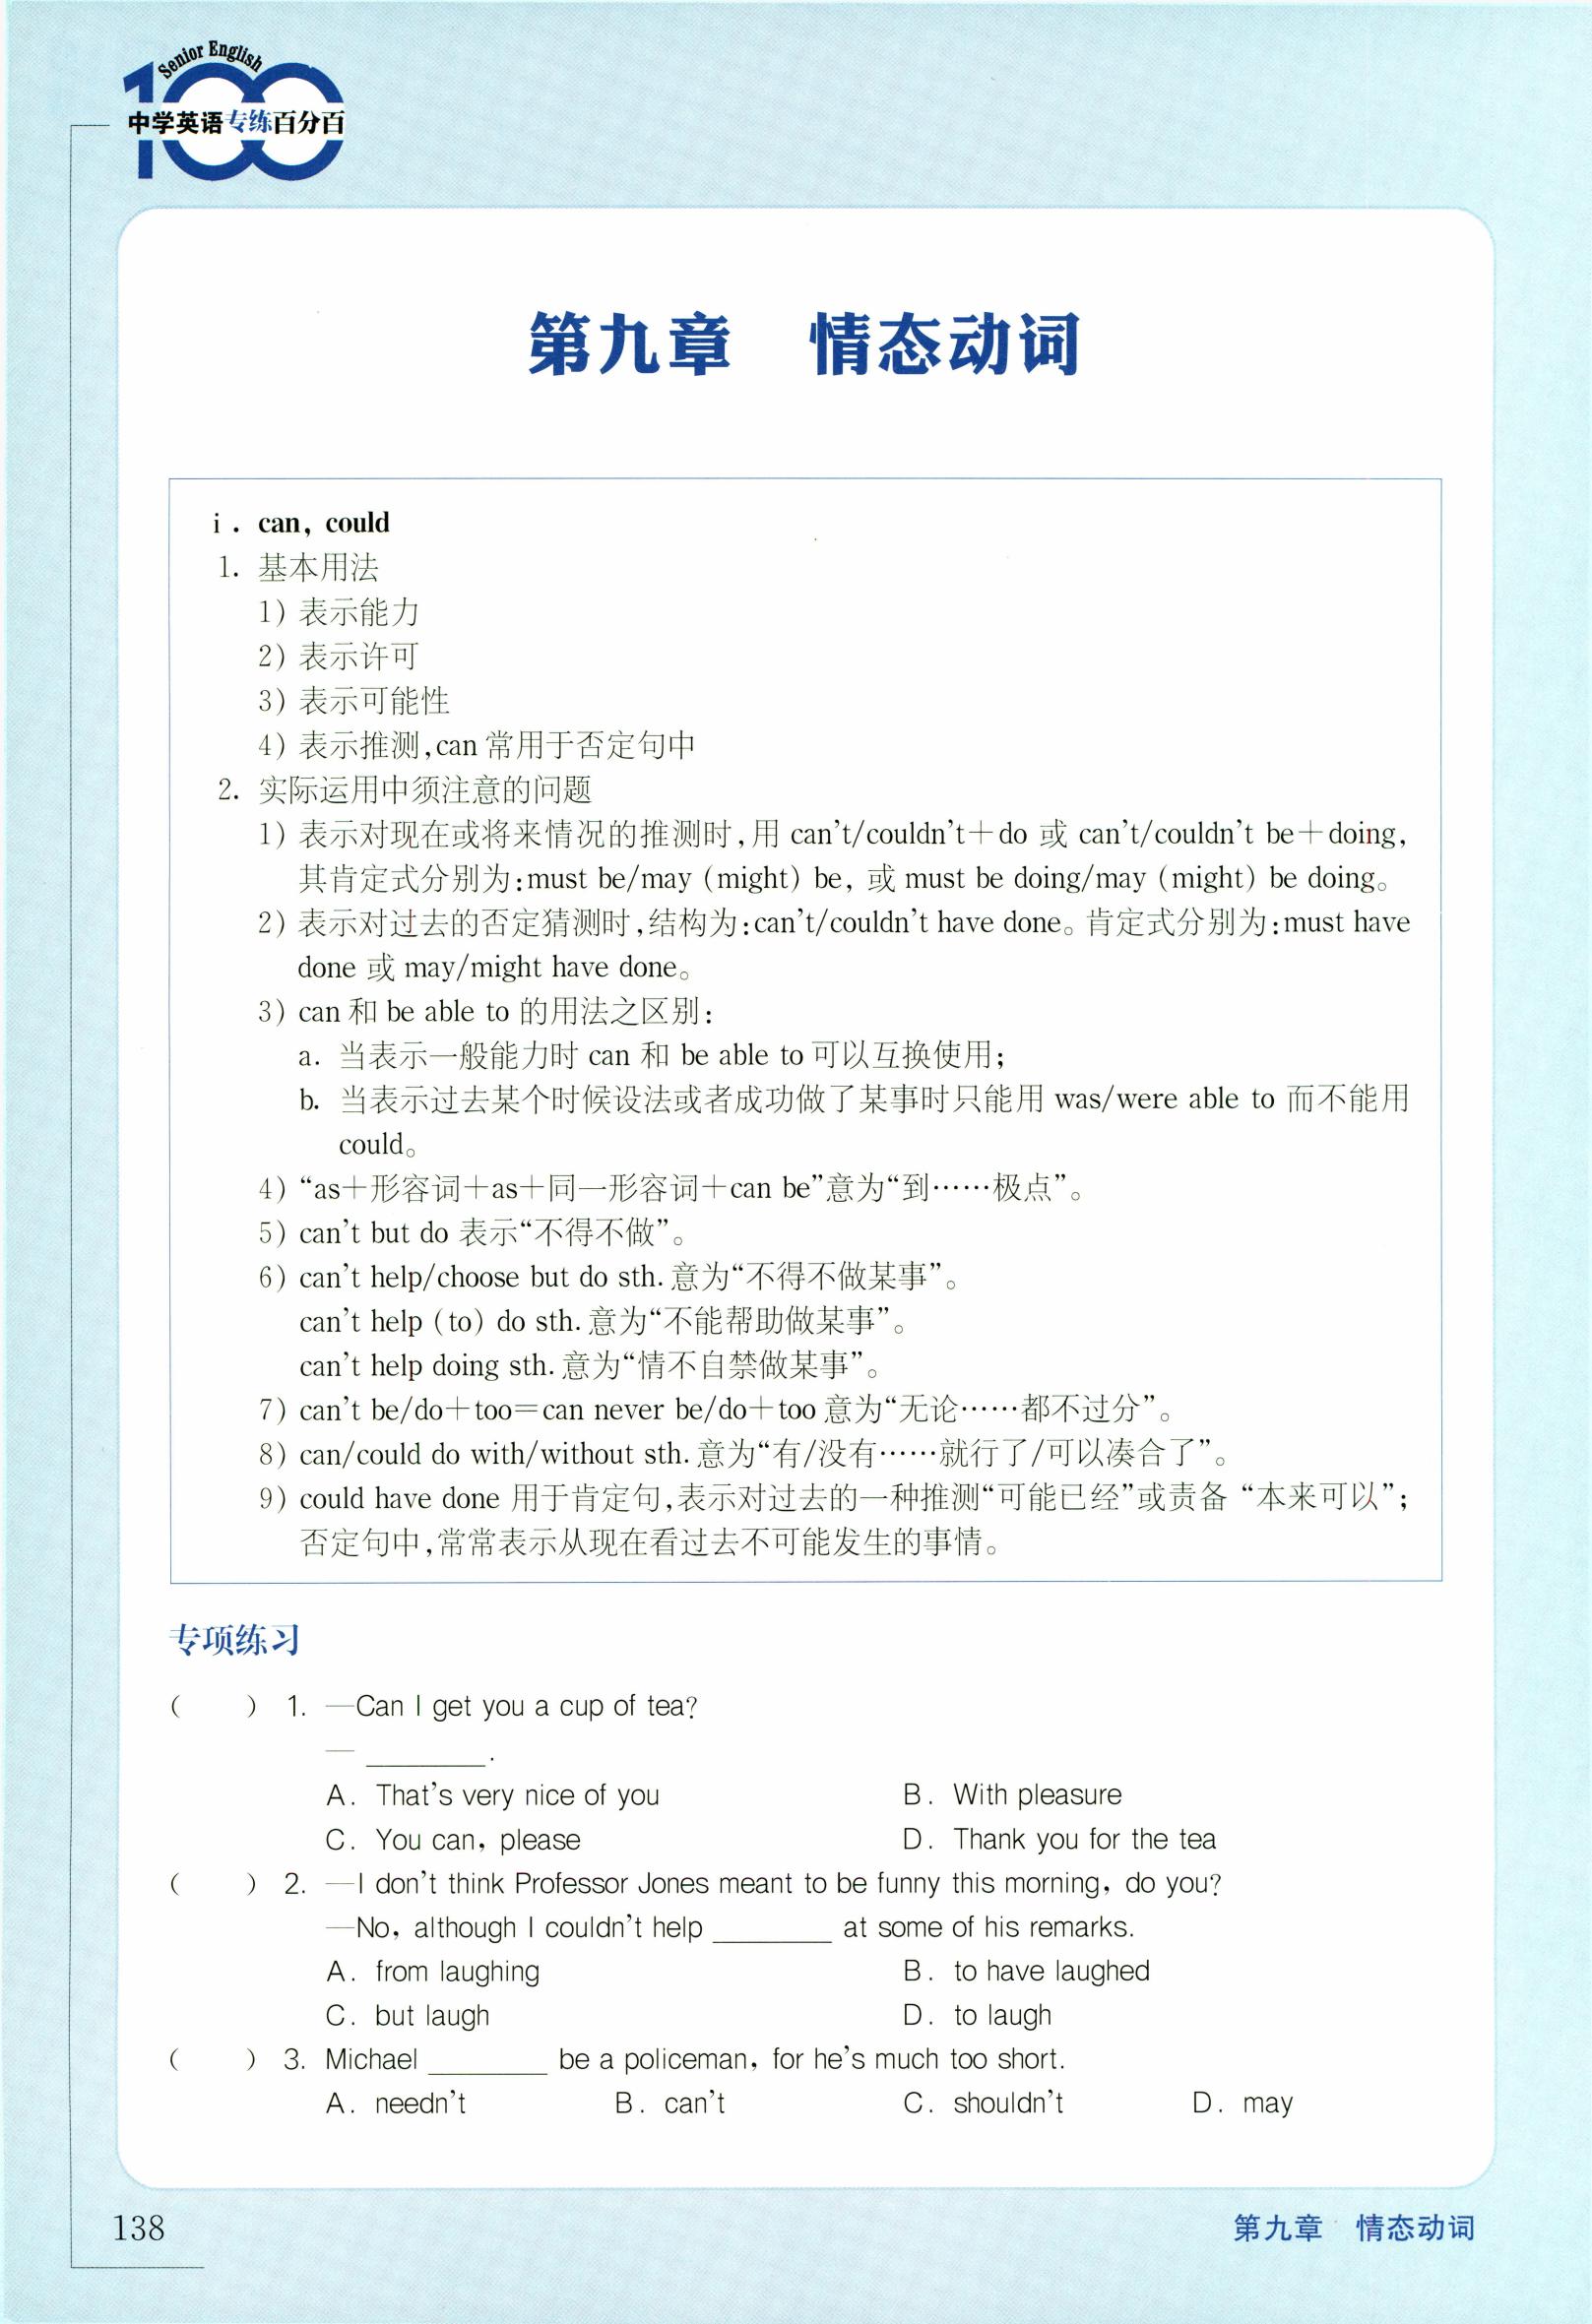 Senior English
100
中学英语专练百分百
第九章 情态动词
ⅰ. can, could
1. 基本用法
1) 表示能力
2) 表示许可
3) 表示可能性
4) 表示推测,can 常用于否定句中
2. 实际运用中须注意的问题
1) 表示对现在或将来情况的推测时,用 can't/couldn't+do 或 can't/couldn't be+doing,
其肯定式分别为:must be/may (might) be, 或 must be doing/may (might) be doing。
2) 表示对过去的否定猜测时,结构为:can't/couldn't have done。肯定式分别为:must have
done 或 may/might have done。
3) can 和 be able to 的用法之区别:
a. 当表示一般能力时 can 和 be able to 可以互换使用;
b. 当表示过去某个时候设法或者成功做了某事时只能用 was/were able to 而不能用
could。
4) “as+形容词+as+同一形容词+can be”意为“到……极点”。
5) can't but do 表示“不得不做”。
6) can't help/choose but do sth. 意为“不得不做某事”。
can't help (to) do sth. 意为“不能帮助做某事”。
can't help doing sth. 意为“情不自禁做某事”。
7) can't be/do+too=can never be/do+too 意为“无论……都不过分”。
8) can/could do with/without sth. 意为“有/没有……就行了/可以凑合了”。
9) could have done 用于肯定句,表示对过去的一种推测“可能已经”或责备 “本来可以”;
否定句中,常常表示从现在看过去不可能发生的事情。
专项练习
( ) 1. —Can I get you a cup of tea?
— ________.
A. That's very nice of you B. With pleasure
C. You can, please D. Thank you for the tea
( ) 2. —I don't think Professor Jones meant to be funny this morning, do you?
—No, although I couldn't help ________ at some of his remarks.
A. from laughing B. to have laughed
C. but laugh D. to laugh
( ) 3. Michael ________ be a policeman, for he's much too short.
A. needn't B. can't C. shouldn't D. may
138
第九章 情态动词